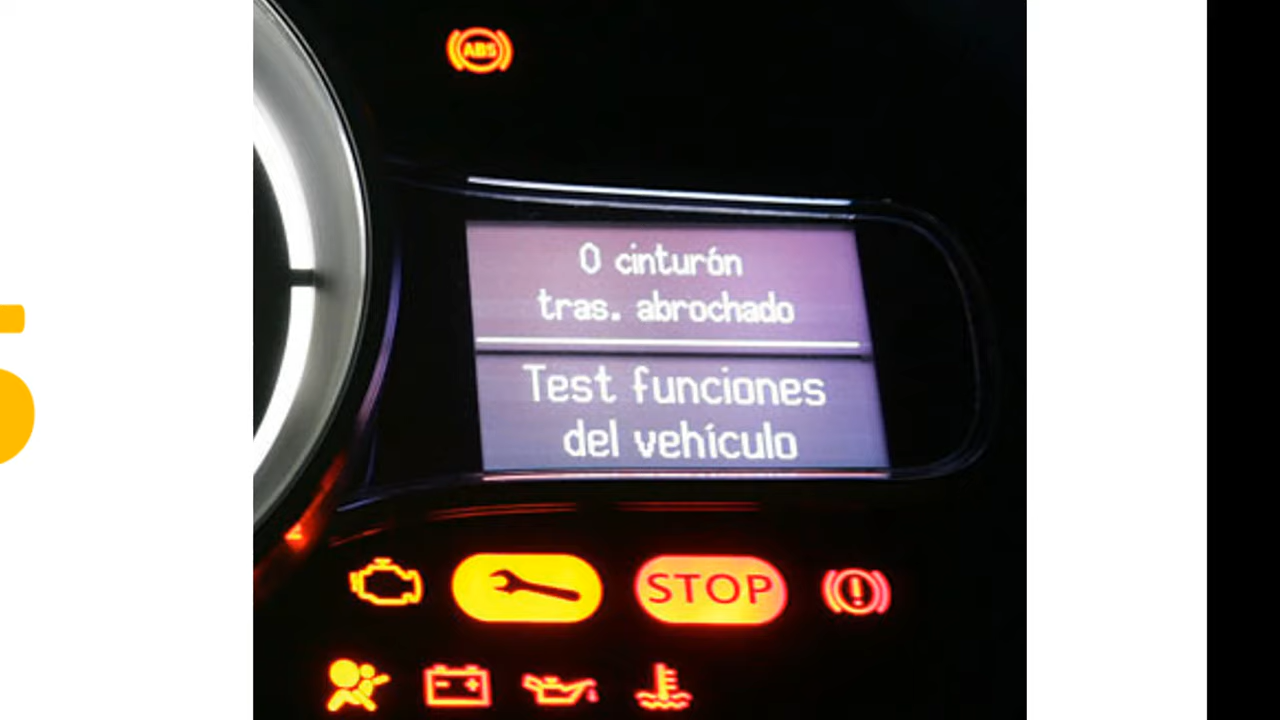 ABS
0 cinturón
tras. abrochado
Test funciones
del vehículo
STOP